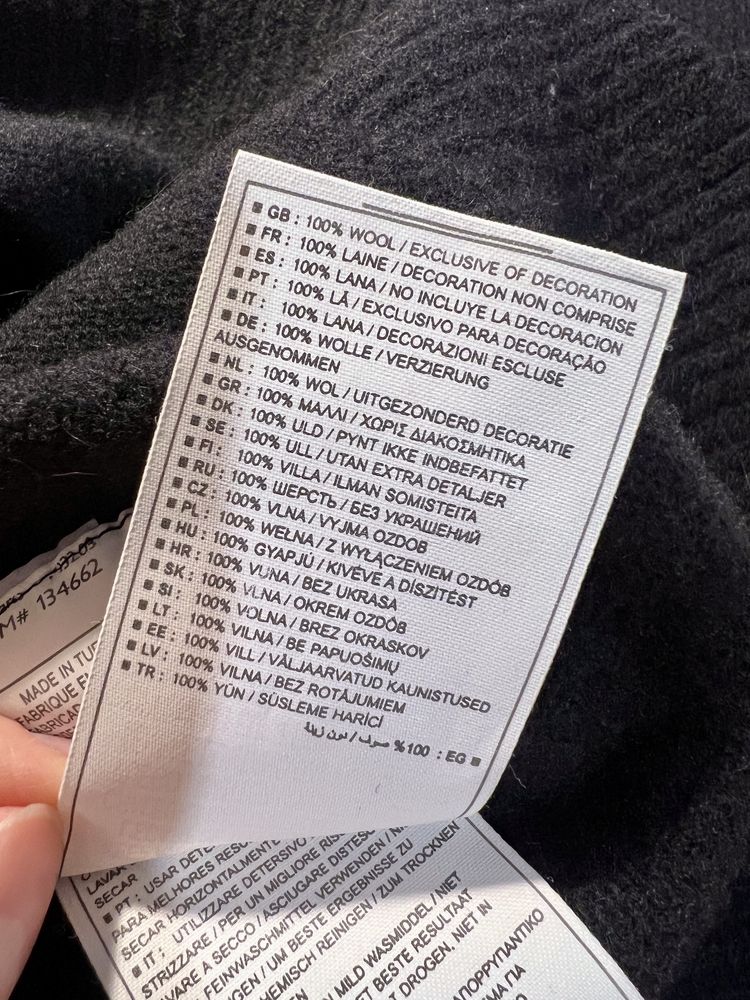 GB : 100% WOOL / EXCLUSIVE OF DECORATION
FR : 100% LAINE / DECORATION NON COMPRISE
ES : 100% LANA / NO INCLUYE LA DECORACION
PT : 100% LÃ / EXCLUSIVO PARA DECORAÇÃO
IT : 100% LANA / DECORAZIONI ESCLUSE
DE : 100% WOLLE / VERZIERUNG
AUSGENOMMEN
NL : 100% WOL / UITGEZONDERD DECORATIE
GR : 100% ΜΑΛΛΙ / ΧΩΡΙΣ ΔΙΑΚΟΣΜΗΤΙΚΑ
DK : 100% ULD / PYNT IKKE INDBEFATTET
SE : 100% ULL / UTAN EXTRA DETALJER
FI : 100% VILLA / ILMAN SOMISTEITA
RU : 100% ШЕРСТЬ / БЕЗ УКРАШЕНИЙ
CZ : 100% VLNA / VYJMA OZDOB
PL : 100% WEŁNA / Z WYŁĄCZENIEM OZDÓB
HU : 100% GYAPJÚ / KIVÉVE A DÍSZITÉST
HR : 100% VUNA / BEZ UKRASA
SK : 100% VLNA / OKREM OZDÔB
SI : 100% VOLNA / BREZ OKRASKOV
LT : 100% VILNA / BE PAPUOŠIMŲ
EE : 100% VILL / VÄLJAARVATUD KAUNISTUSED
LV : 100% VILNA / BEZ ROTĀJUMIEM
TR : 100% YÜN / SÜSLEME HARİCİ
EG : 100% صوف / بدون زينة
M# 134662
MADE IN
FABRIQUE
LAVAR
SECAR
PT : USAR
PARA MELHORES
SECAR HORIZONTALMENTE
IT : UTILIZZARE DETERSIVO
STRIZZARE / PER UN MIGLIORE
A SECCO / ASCIUGARE
FEINWASCHMITTEL VERWENDEN /
/ UM BESTE ERGEBNISSE ZU
REINIGEN / ZUM TROCKNEN
MILD WASMIDDEL / NIET
BESTE RESULTAAT
DROGEN. NIET IN